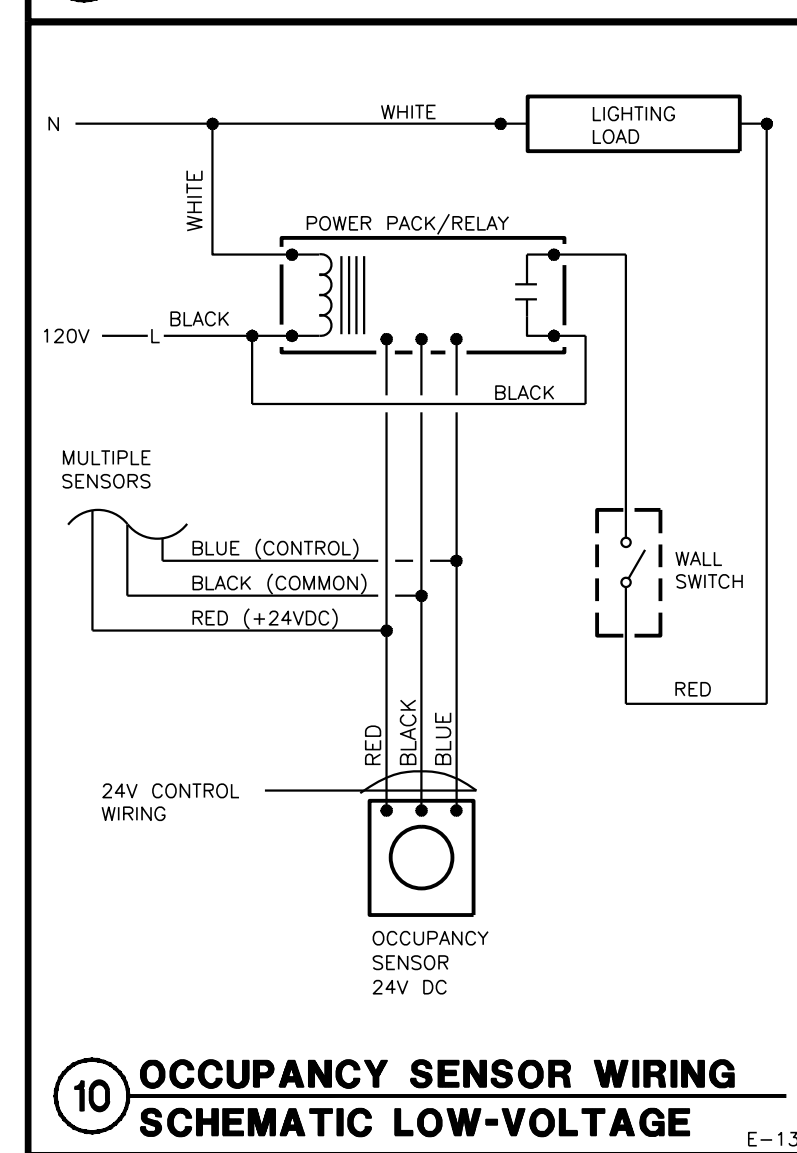 N
WHITE
LIGHTING
LOAD
WHITE
POWER PACK/RELAY
120V
L
BLACK
BLACK
MULTIPLE
SENSORS
BLUE (CONTROL)
BLACK (COMMON)
RED (+24VDC)
WALL
SWITCH
RED
RED
BLACK
BLUE
24V CONTROL
WIRING
OCCUPANCY
SENSOR
24V DC
10
OCCUPANCY SENSOR WIRING
SCHEMATIC LOW-VOLTAGE
E-13